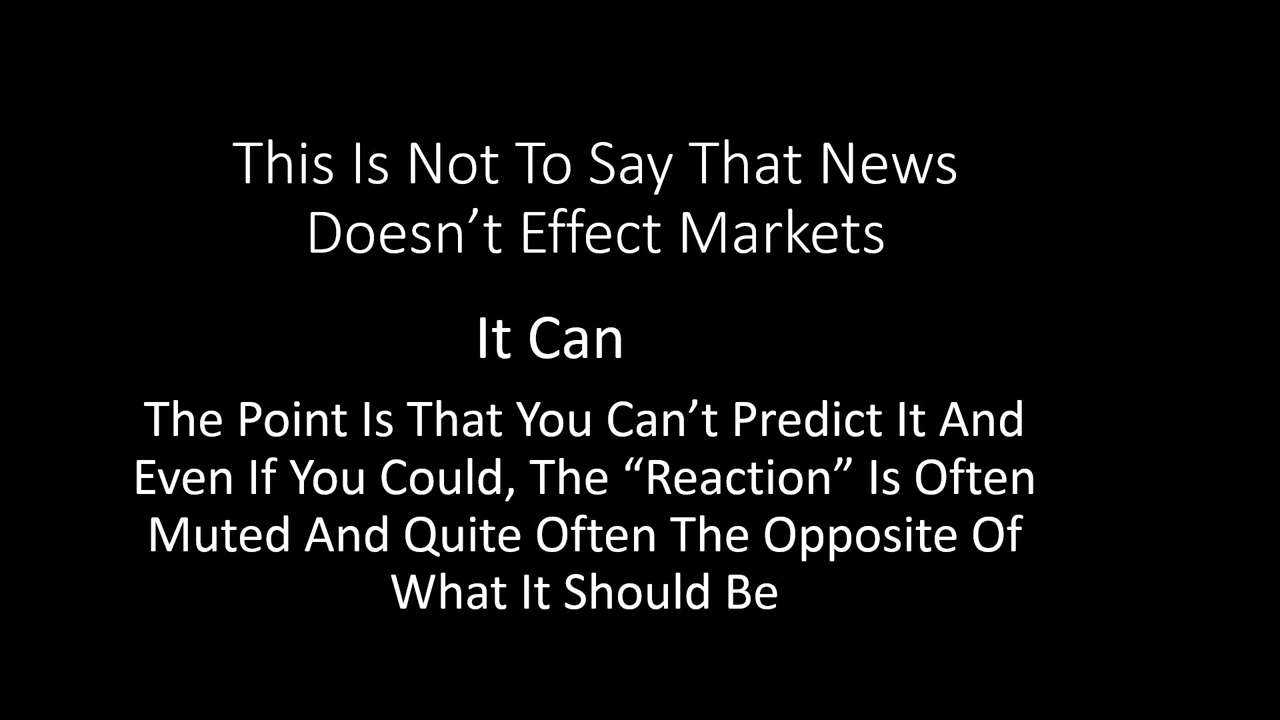 This Is Not To Say That News
Doesn’t Effect Markets
It Can
The Point Is That You Can’t Predict It And
Even If You Could, The “Reaction” Is Often
Muted And Quite Often The Opposite Of
What It Should Be